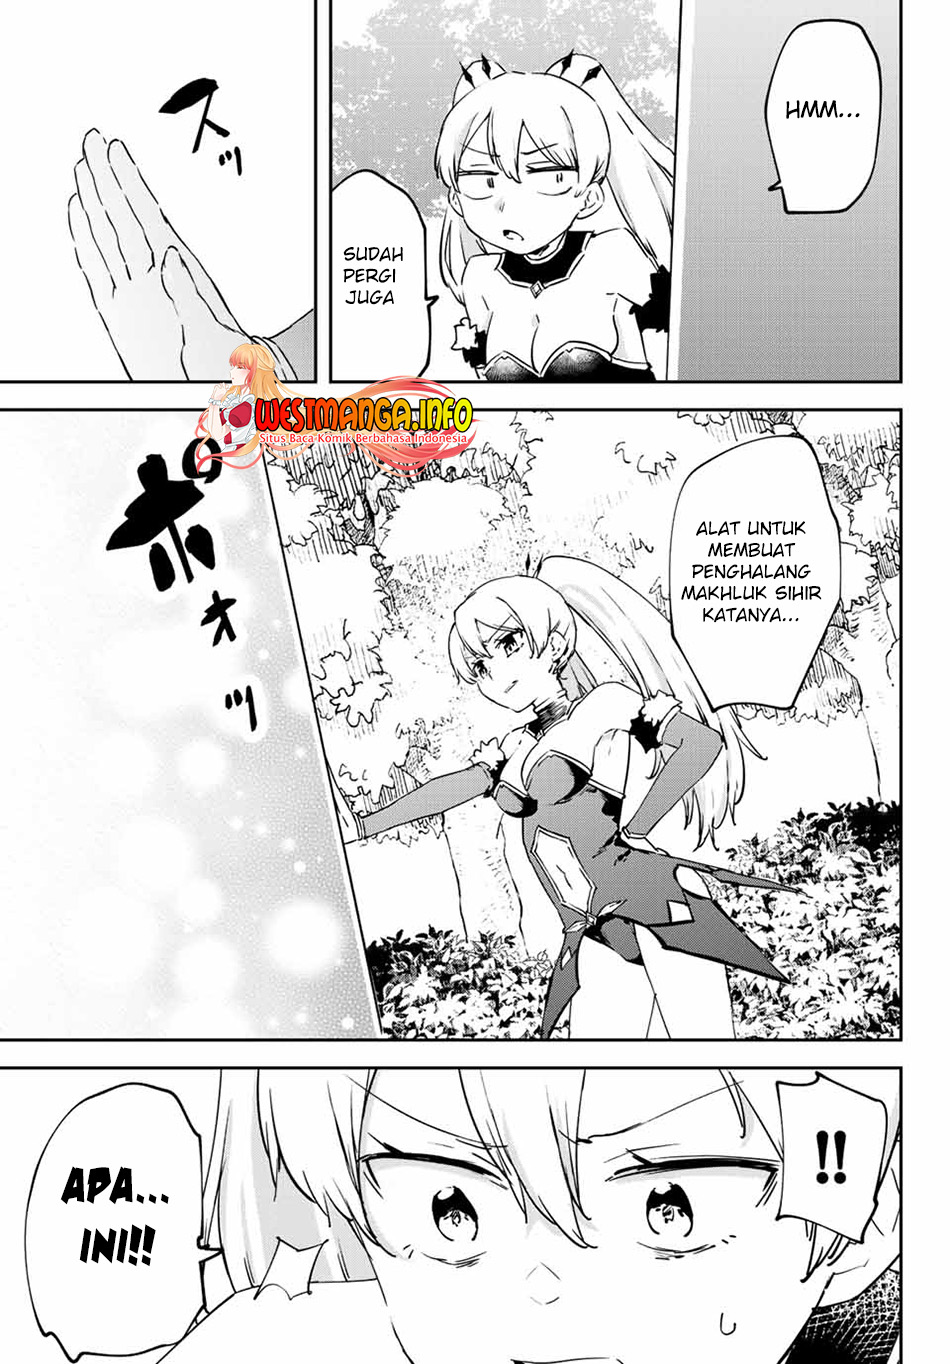 HMM...
SUDAH
PERGI
JUGA
スッ
WESTMANGA.INFO
Situs Baca Komik Berbahasa Indonesia
ALAT UNTUK
MEMBUAT
PENGHALANG
MAKHLUK SIHIR
KATANYA...
ポォッ
!!
APA...
INI!!